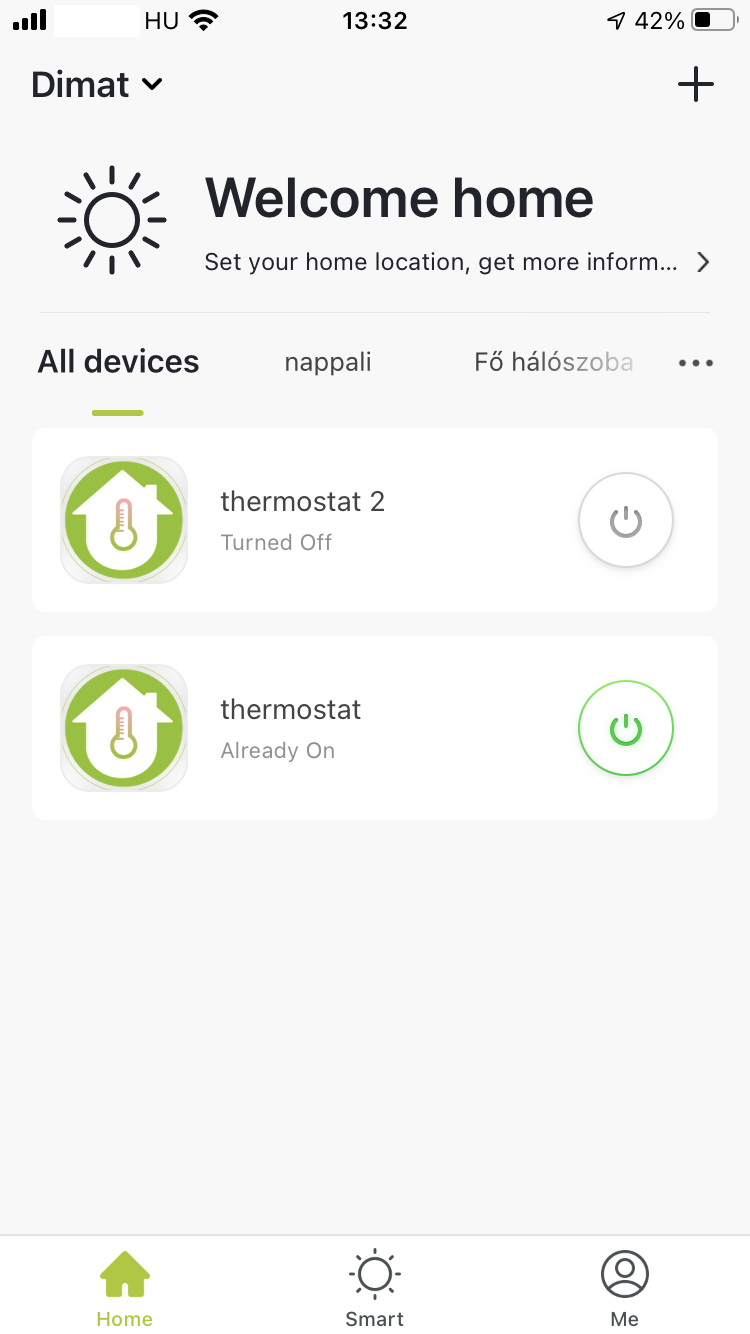 HU 13:32 42%
Dimat
Welcome home
Set your home location, get more inform...
All devices nappali Fő hálószoba
thermostat 2
Turned Off
thermostat
Already On
Home Smart Me